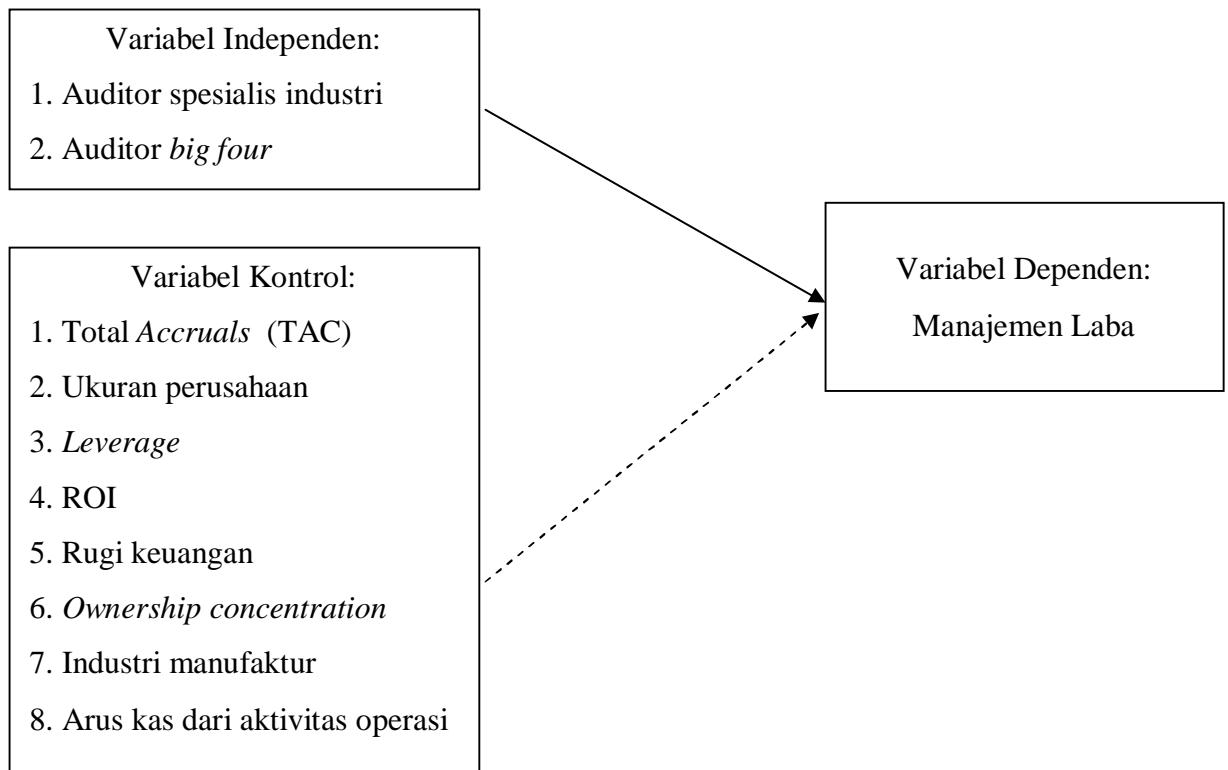 Variabel Independen:
1. Auditor spesialis industri
2. Auditor big four
Variabel Kontrol:
1. Total Accruals (TAC)
2. Ukuran perusahaan
3. Leverage
4. ROI
5. Rugi keuangan
6. Ownership concentration
7. Industri manufaktur
8. Arus kas dari aktivitas operasi
Variabel Dependen:
Manajemen Laba